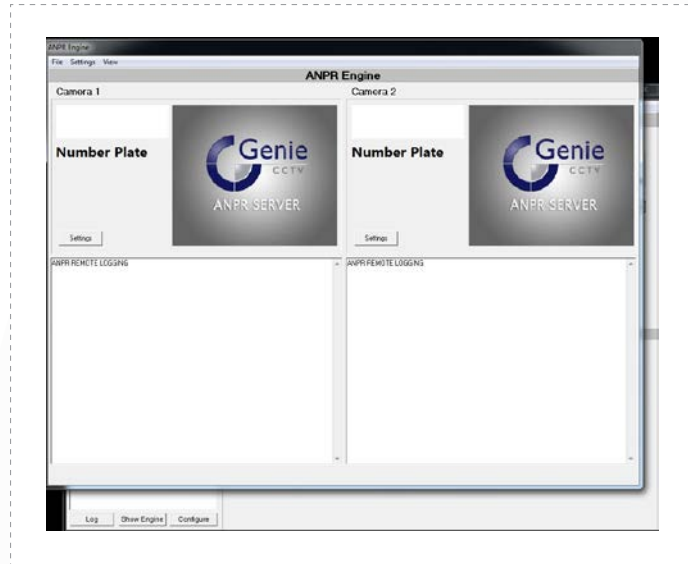 ANPR Engine
File Settings View
ANPR Engine
Camera 1
Camera 2
Number Plate
Genie
CCTV
ANPR SERVER
Settings
Number Plate
Genie
CCTV
ANPR SERVER
Settings
ANPR REMOTE LOGGING
ANPR REMOTE LOGGING
Log Show Engine Configure